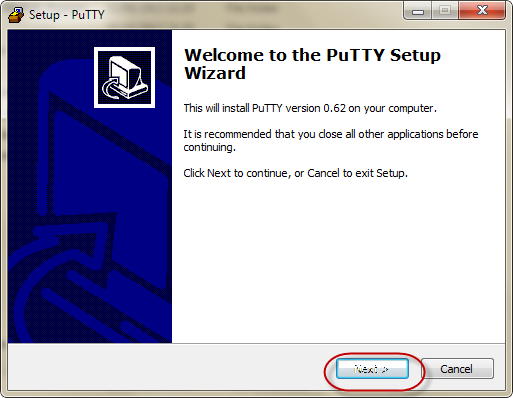 Setup - PuTTY
Welcome to the PuTTY Setup
Wizard
This will install PuTTY version 0.62 on your computer.
It is recommended that you close all other applications before
continuing.
Click Next to continue, or Cancel to exit Setup.
Next >
Cancel